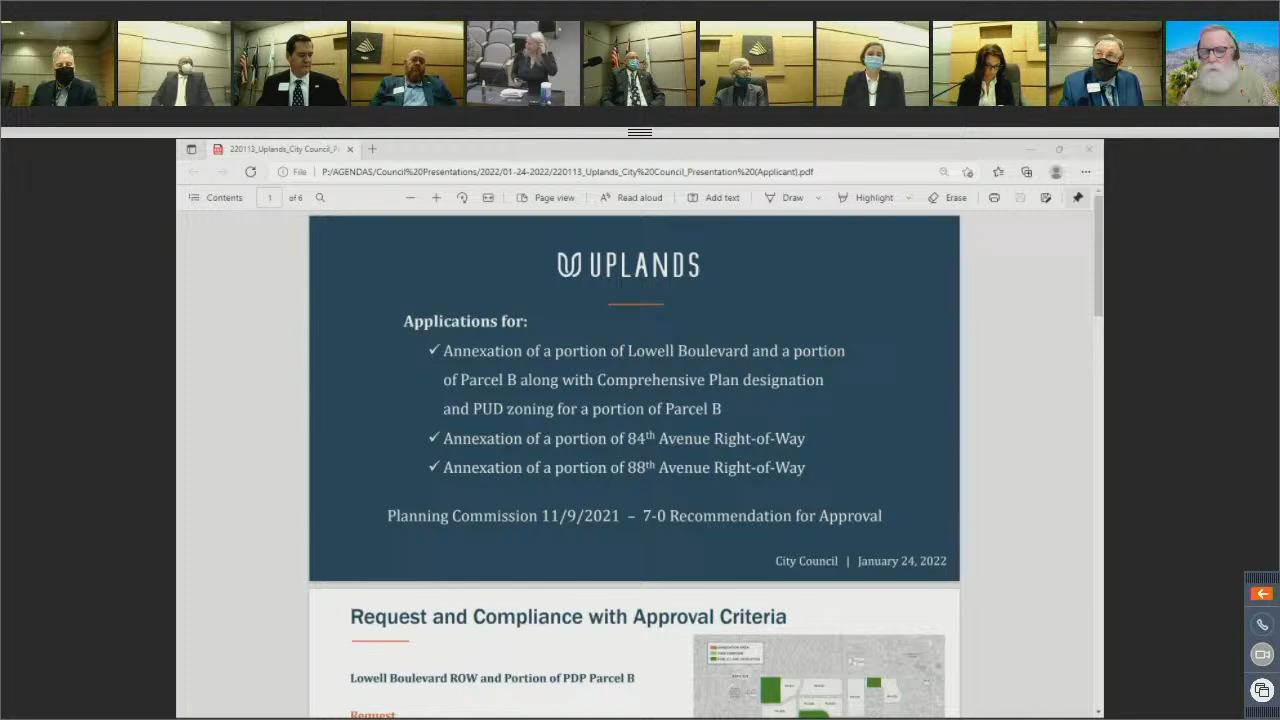 220113_Uplands_City Council_P
File
P:/AGENDAS/Council%20Presentations/2022/01-24-2022/220113_Uplands_City%20Council_Presentation%20(Applicant).pdf
Contents
1
of 6
Page view
Read aloud
Add text
Draw
Highlight
Erase
UPLANDS
Applications for:
✓ Annexation of a portion of Lowell Boulevard and a portion
of Parcel B along with Comprehensive Plan designation
and PUD zoning for a portion of Parcel B
✓ Annexation of a portion of 84th Avenue Right-of-Way
✓ Annexation of a portion of 88th Avenue Right-of-Way
Planning Commission 11/9/2021 – 7-0 Recommendation for Approval
City Council | January 24, 2022
Request and Compliance with Approval Criteria
Lowell Boulevard ROW and Portion of PDP Parcel B
Request